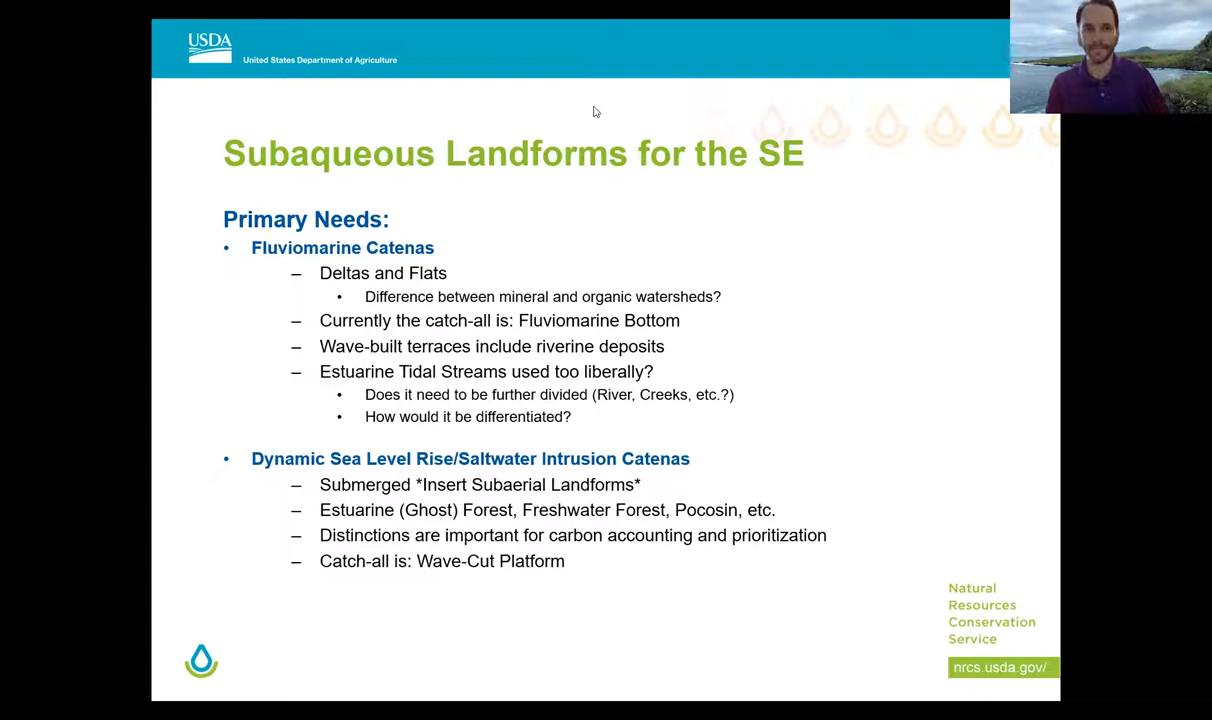 USDA
United States Department of Agriculture
Subaqueous Landforms for the SE
Primary Needs:
• Fluviomarine Catenas
– Deltas and Flats
• Difference between mineral and organic watersheds?
– Currently the catch-all is: Fluviomarine Bottom
– Wave-built terraces include riverine deposits
– Estuarine Tidal Streams used too liberally?
• Does it need to be further divided (River, Creeks, etc.?)
• How would it be differentiated?
• Dynamic Sea Level Rise/Saltwater Intrusion Catenas
– Submerged *Insert Subaerial Landforms*
– Estuarine (Ghost) Forest, Freshwater Forest, Pocosin, etc.
– Distinctions are important for carbon accounting and prioritization
– Catch-all is: Wave-Cut Platform
Natural
Resources
Conservation
Service
nrcs.usda.gov/